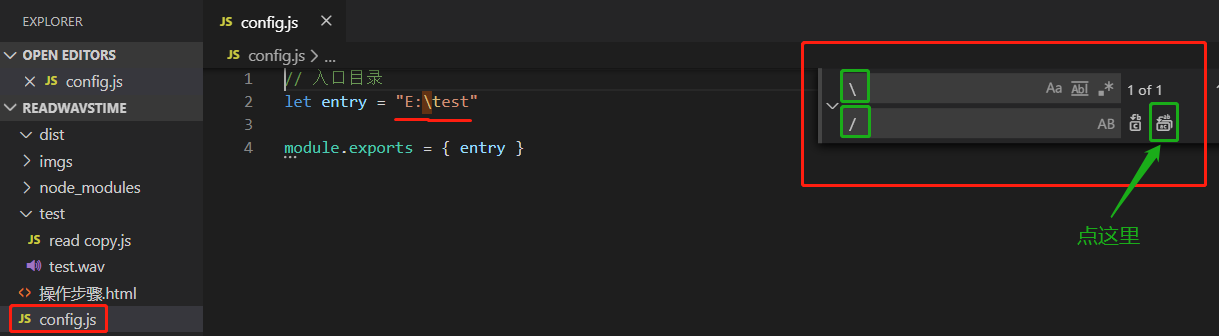 EXPLORER
OPEN EDITORS
JS config.js
READWAVSTIME
dist
imgs
node_modules
test
JS read copy.js
test.wav
<> 操作步骤.html
JS config.js
JS config.js
JS config.js > ...
1 // 入口目录
2 let entry = "E:\test"
3
4 module.exports = { entry }
\ Aa Abl .* 1 of 1
/ AB
点这里